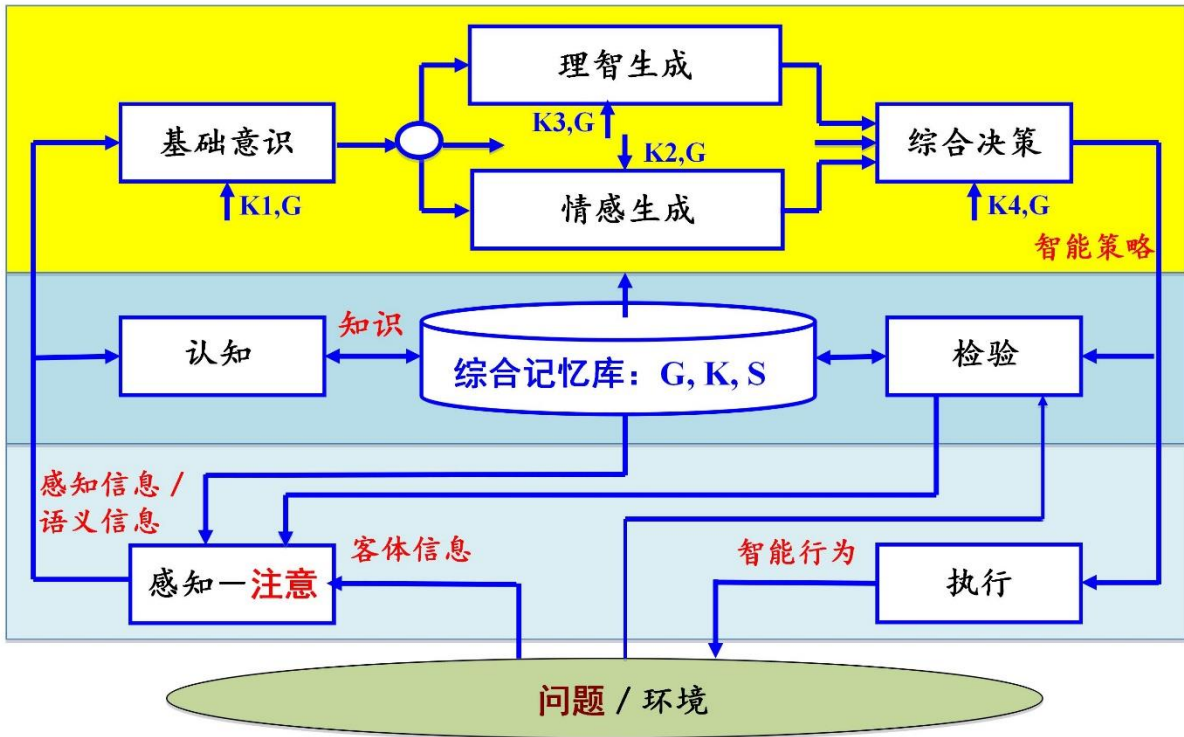 理智生成
K3,G
基础意识
综合决策
K2,G
K1,G
情感生成
K4,G
智能策略
知识
认知
综合记忆库：G, K, S
检验
感知信息 /
语义信息
客体信息
智能行为
感知－注意
执行
问题 / 环境